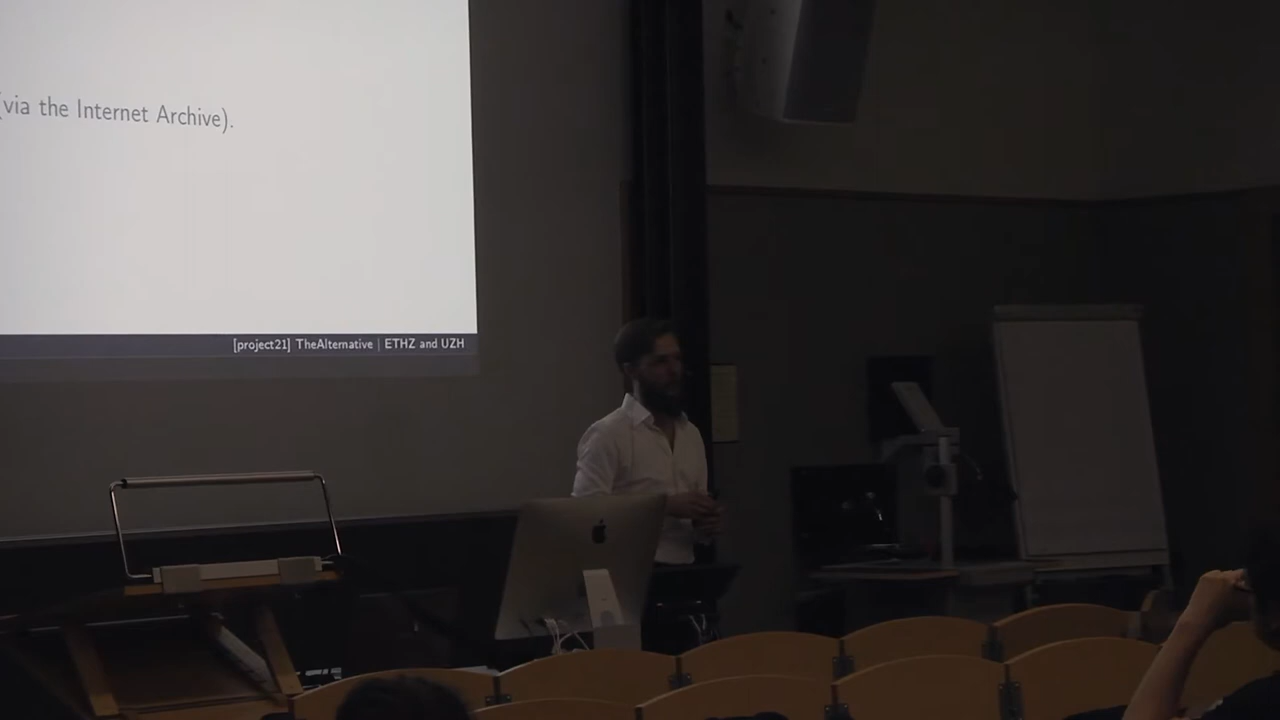 (via the Internet Archive).
[project21] TheAlternative | ETHZ and UZH